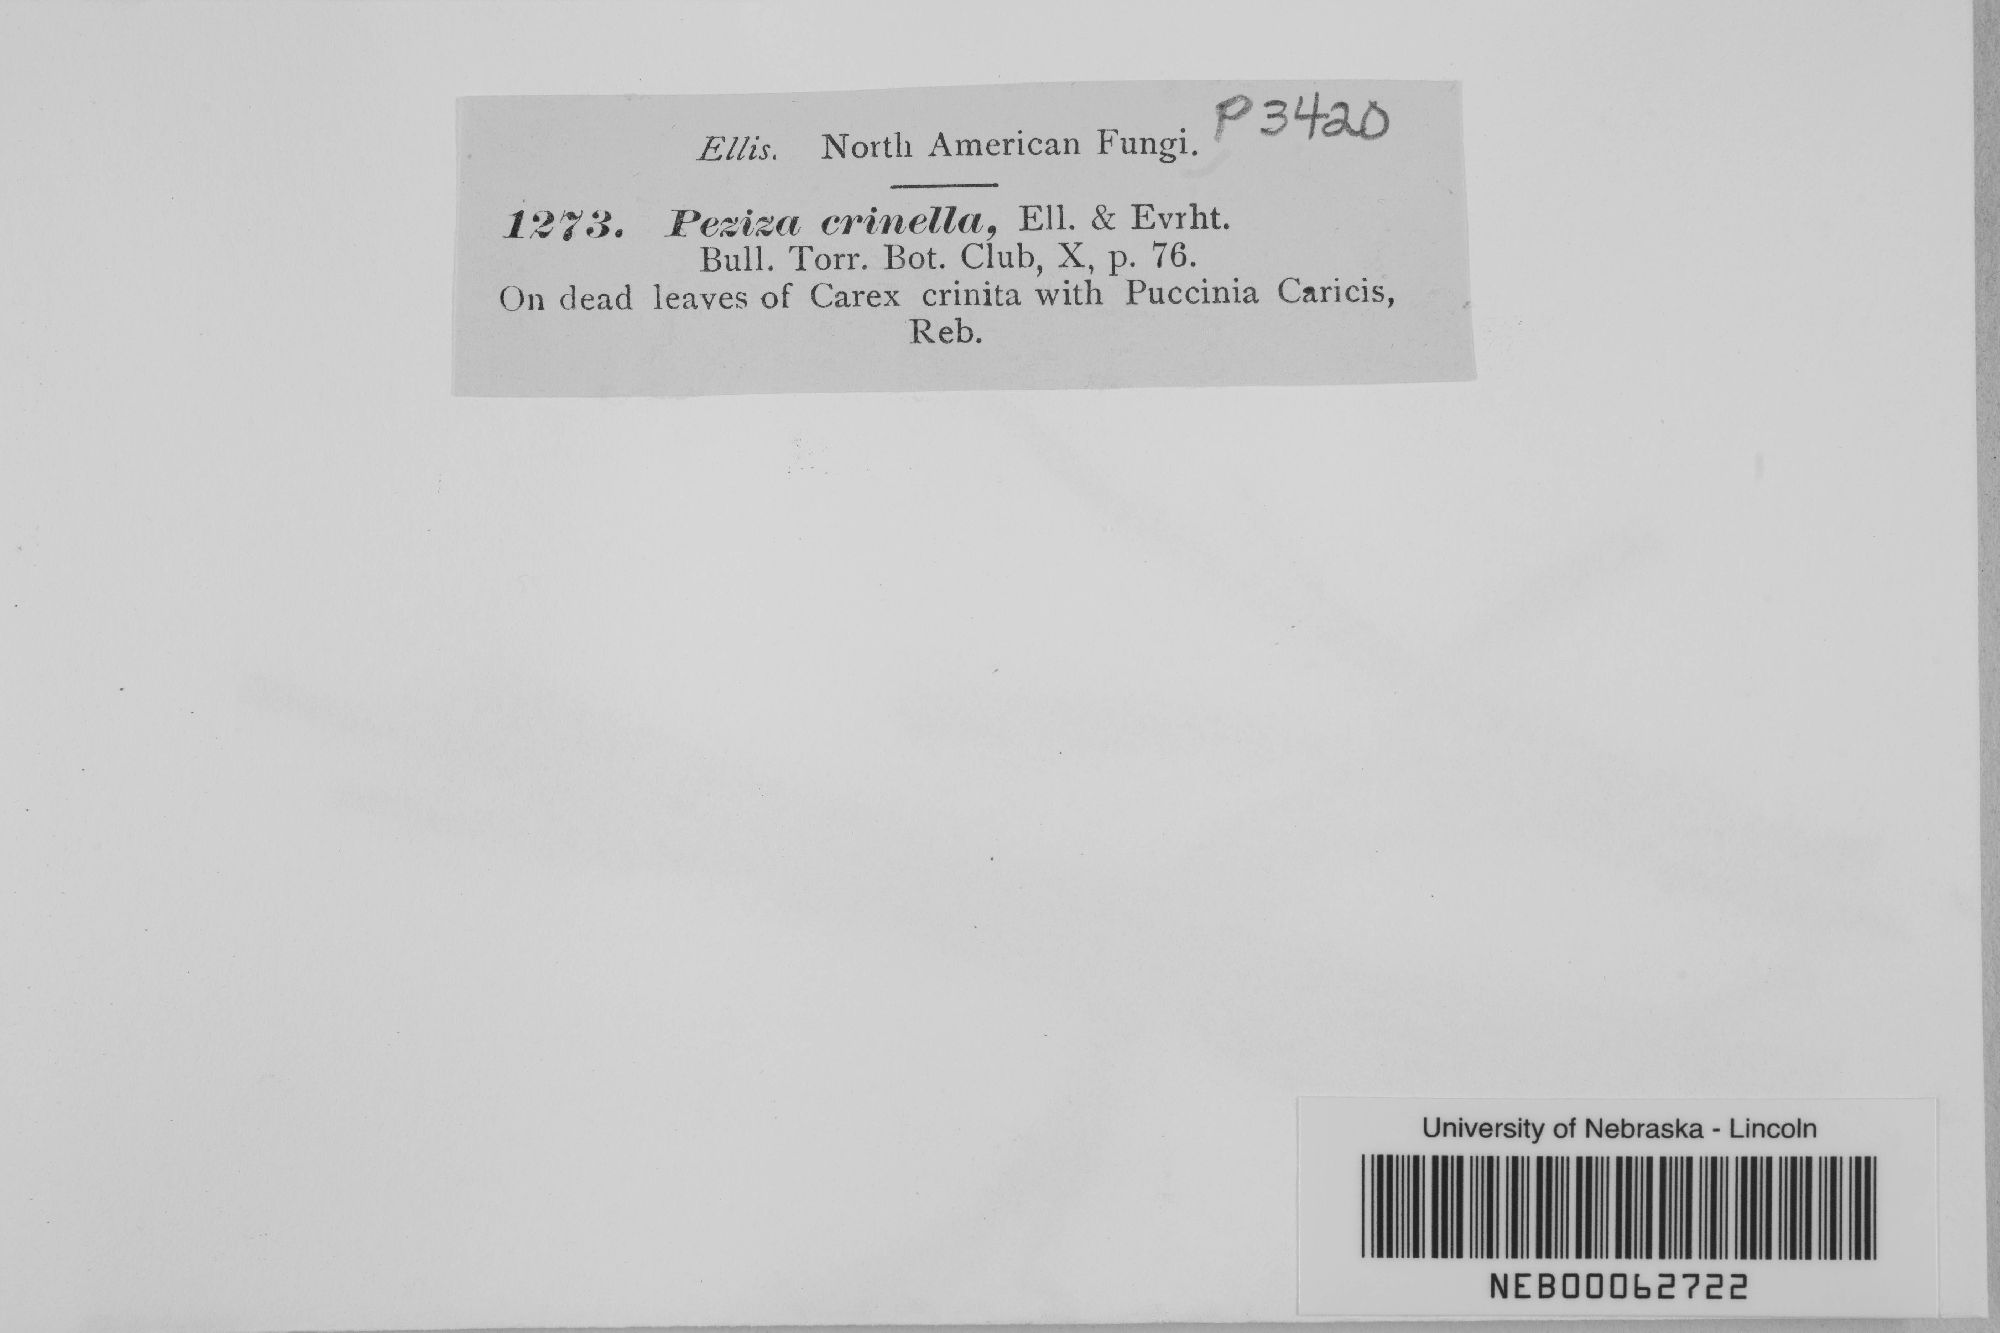 Ellis. North American Fungi. P3420
1273. Peziza crinella, Ell. & Evrht.
Bull. Torr. Bot. Club, X, p. 76.
On dead leaves of Carex crinita with Puccinia Caricis,
Reb.
University of Nebraska - Lincoln
NEB00062722